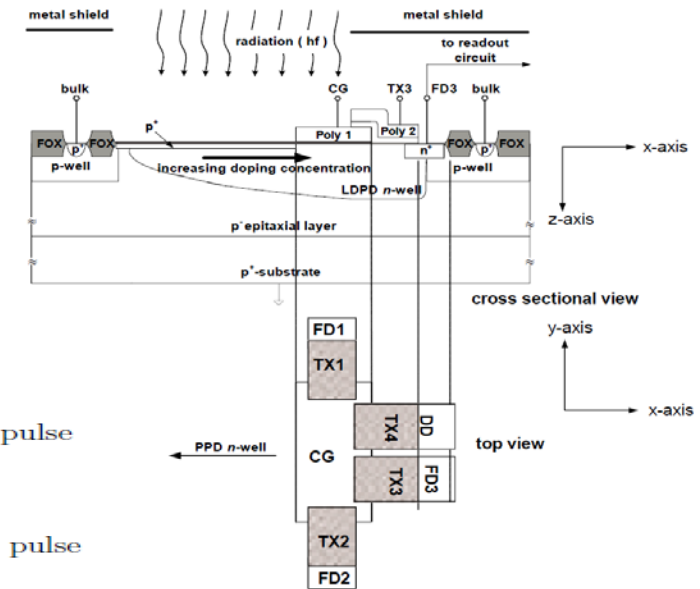 metal shield
metal shield
radiation ( hf )
to readout
circuit
bulk
CG
TX3
FD3
bulk
p+
Poly 1
Poly 2
FOX
p+
FOX
n+
FOX
p+
FOX
increasing doping concentration
p-well
p-well
LDPD n-well
x-axis
z-axis
p-epitaxial layer
p+-substrate
cross sectional view
y-axis
FD1
TX1
x-axis
pulse
PPD n-well
CG
TX4
DD
top view
TX3
FD3
pulse
TX2
FD2